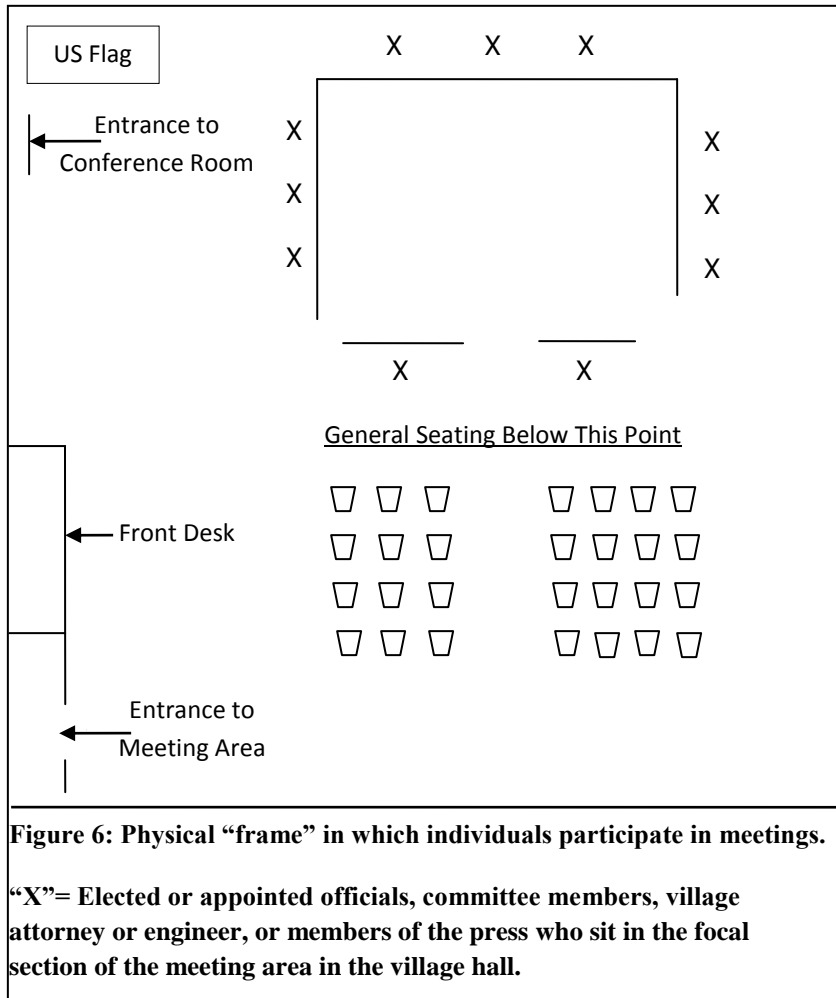 US Flag
X X X
Entrance to
Conference Room
X
X
X
X
X
X
X X
General Seating Below This Point
Front Desk
Entrance to
Meeting Area
Figure 6: Physical “frame” in which individuals participate in meetings.
“X”= Elected or appointed officials, committee members, village
attorney or engineer, or members of the press who sit in the focal
section of the meeting area in the village hall.